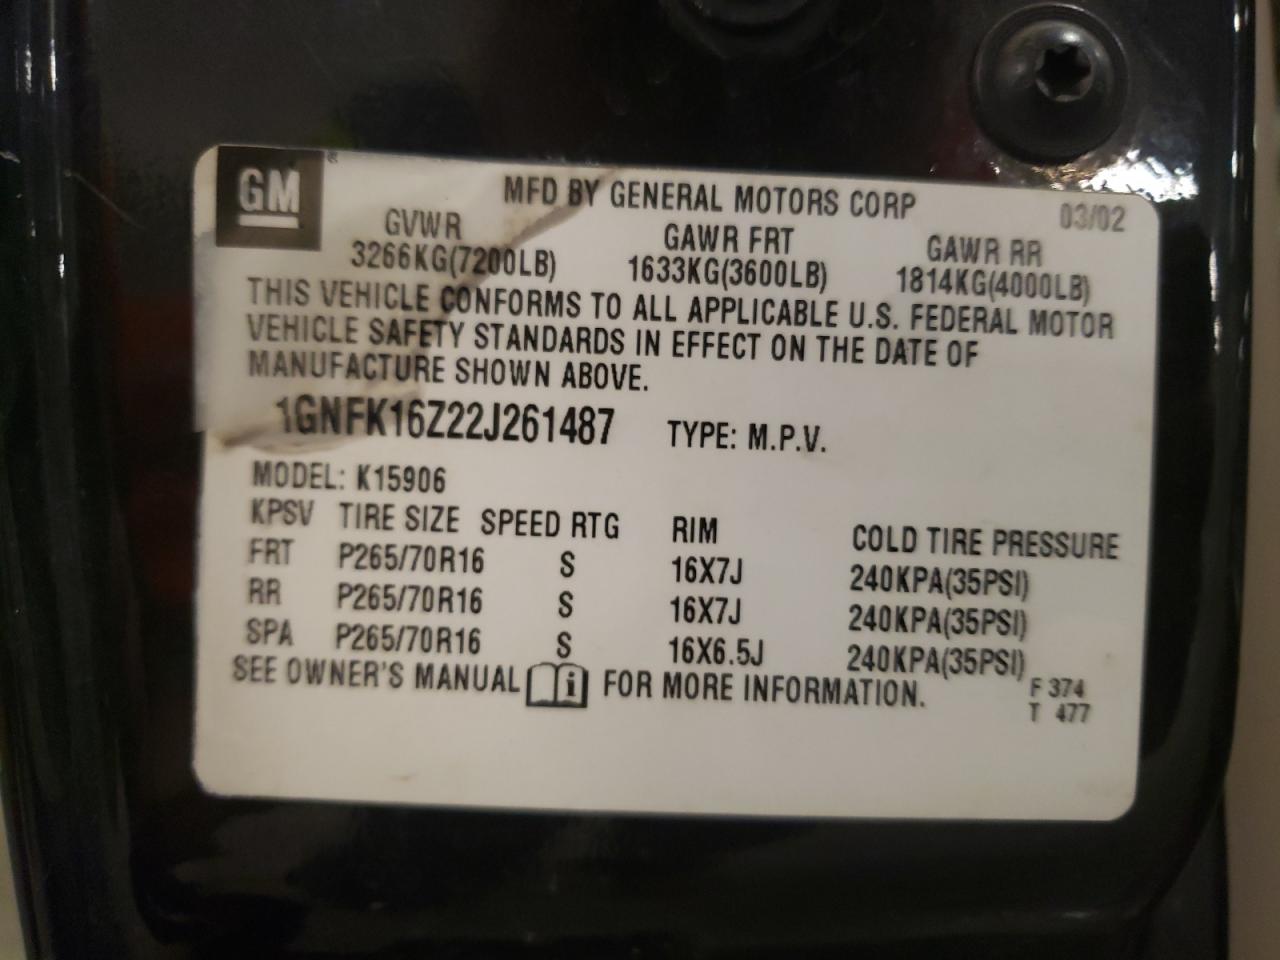 GM ®
MFD BY GENERAL MOTORS CORP 03/02
GVWR GAWR FRT GAWR RR
3266KG(7200LB) 1633KG(3600LB) 1814KG(4000LB)
THIS VEHICLE CONFORMS TO ALL APPLICABLE U.S. FEDERAL MOTOR
VEHICLE SAFETY STANDARDS IN EFFECT ON THE DATE OF
MANUFACTURE SHOWN ABOVE.
1GNFK16Z22J261487 TYPE: M.P.V.
MODEL: K15906
KPSV TIRE SIZE SPEED RTG RIM COLD TIRE PRESSURE
FRT P265/70R16 S 16X7J 240KPA(35PSI)
RR P265/70R16 S 16X7J 240KPA(35PSI)
SPA P265/70R16 S 16X6.5J 240KPA(35PSI)
SEE OWNER'S MANUAL i FOR MORE INFORMATION.
F 374
T 477